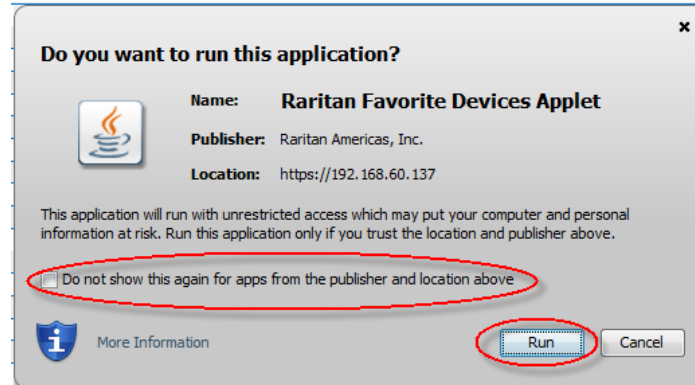 Do you want to run this application?
Name: Raritan Favorite Devices Applet
Publisher: Raritan Americas, Inc.
Location: https://192.168.60.137
This application will run with unrestricted access which may put your computer and personal
information at risk. Run this application only if you trust the location and publisher above.
Do not show this again for apps from the publisher and location above
More Information
Run Cancel